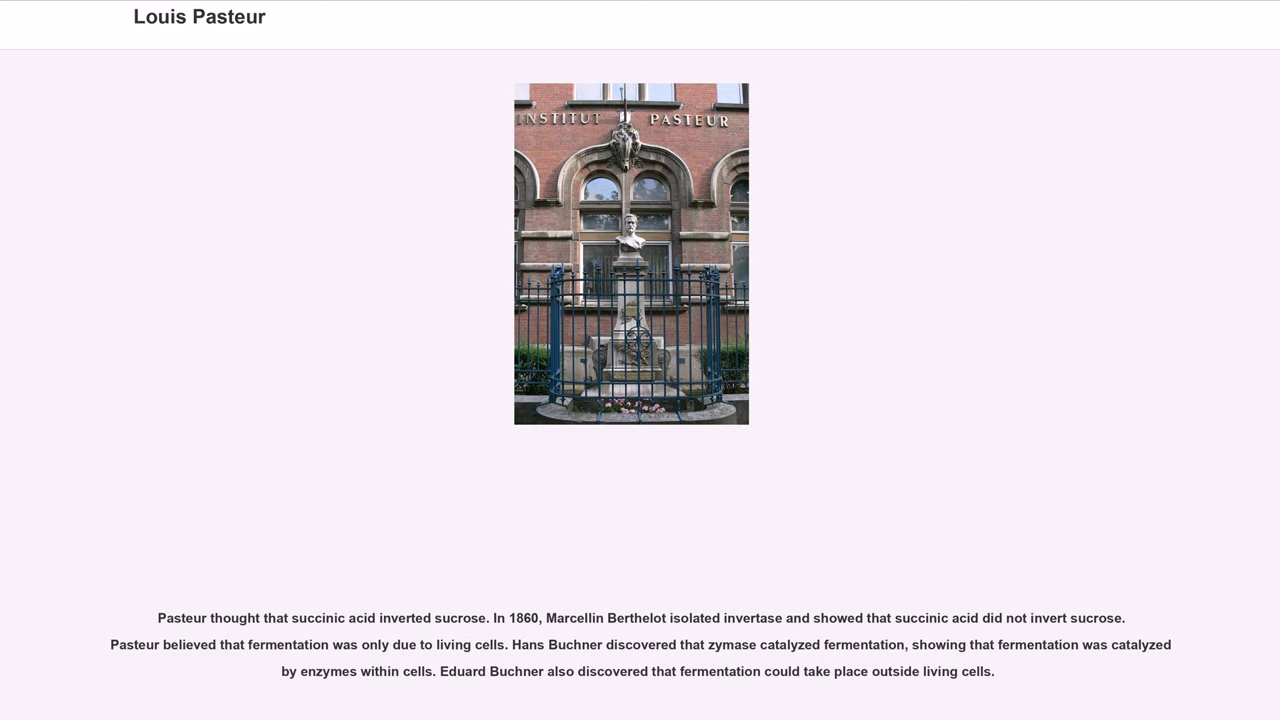 Louis Pasteur
INSTITUT PASTEUR
Pasteur thought that succinic acid inverted sucrose. In 1860, Marcellin Berthelot isolated invertase and showed that succinic acid did not invert sucrose.
Pasteur believed that fermentation was only due to living cells. Hans Buchner discovered that zymase catalyzed fermentation, showing that fermentation was catalyzed
by enzymes within cells. Eduard Buchner also discovered that fermentation could take place outside living cells.